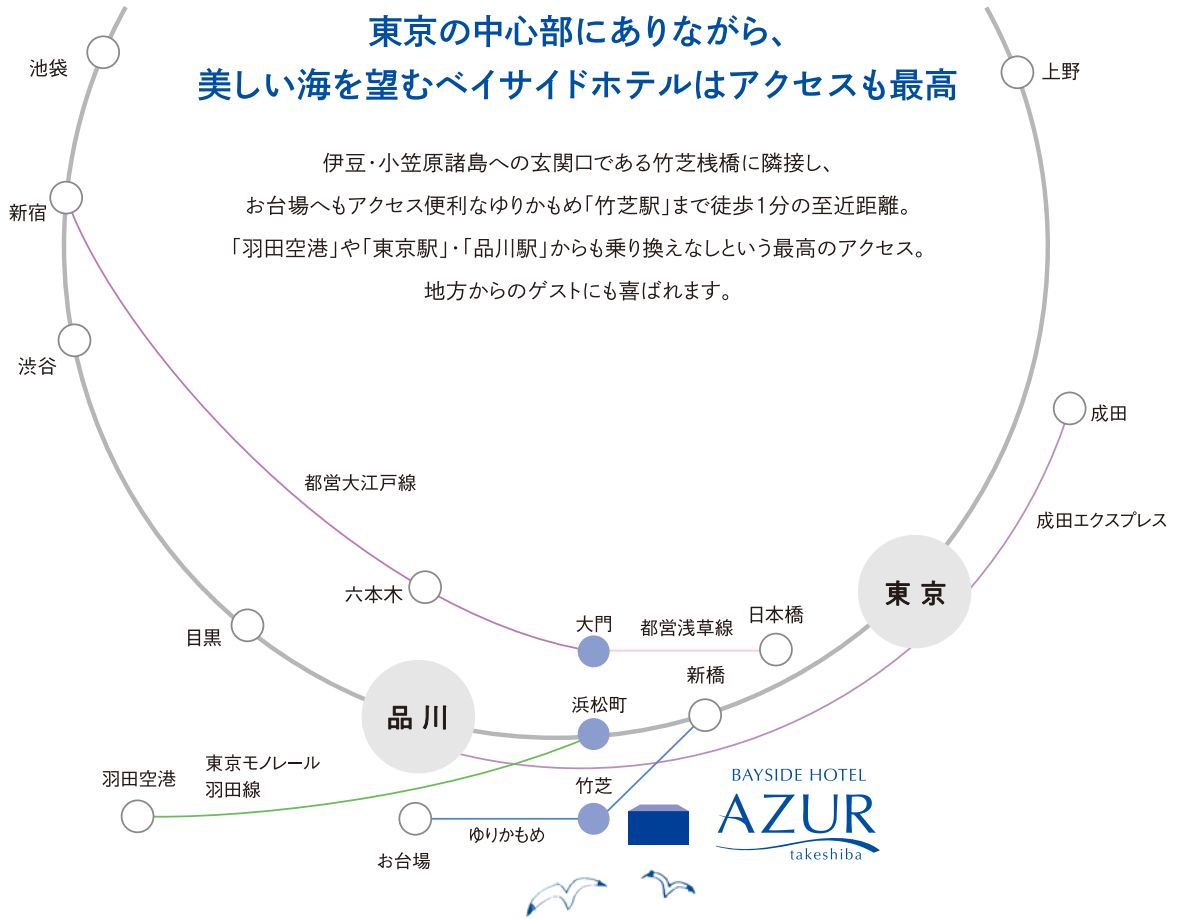 東京の中心部にありながら、
美しい海を望むベイサイドホテルはアクセスも最高
伊豆・小笠原諸島への玄関口である竹芝桟橋に隣接し、
お台場へもアクセス便利なゆりかもめ「竹芝駅」まで徒歩1分の至近距離。
「羽田空港」や「東京駅」・「品川駅」からも乗り換えなしという最高のアクセス。
地方からのゲストにも喜ばれます。
池袋
上野
新宿
渋谷
成田
都営大江戸線
成田エクスプレス
六本木
東京
目黒
大門
都営浅草線
日本橋
新橋
品川
浜松町
羽田空港
東京モノレール
羽田線
竹芝
お台場
ゆりかもめ
BAYSIDE HOTEL
AZUR
takeshiba